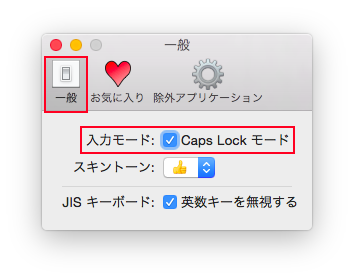 一般
一般 お気に入り 除外アプリケーション
入力モード: Caps Lock モード
スキントーン:
JIS キーボード: 英数キーを無視する